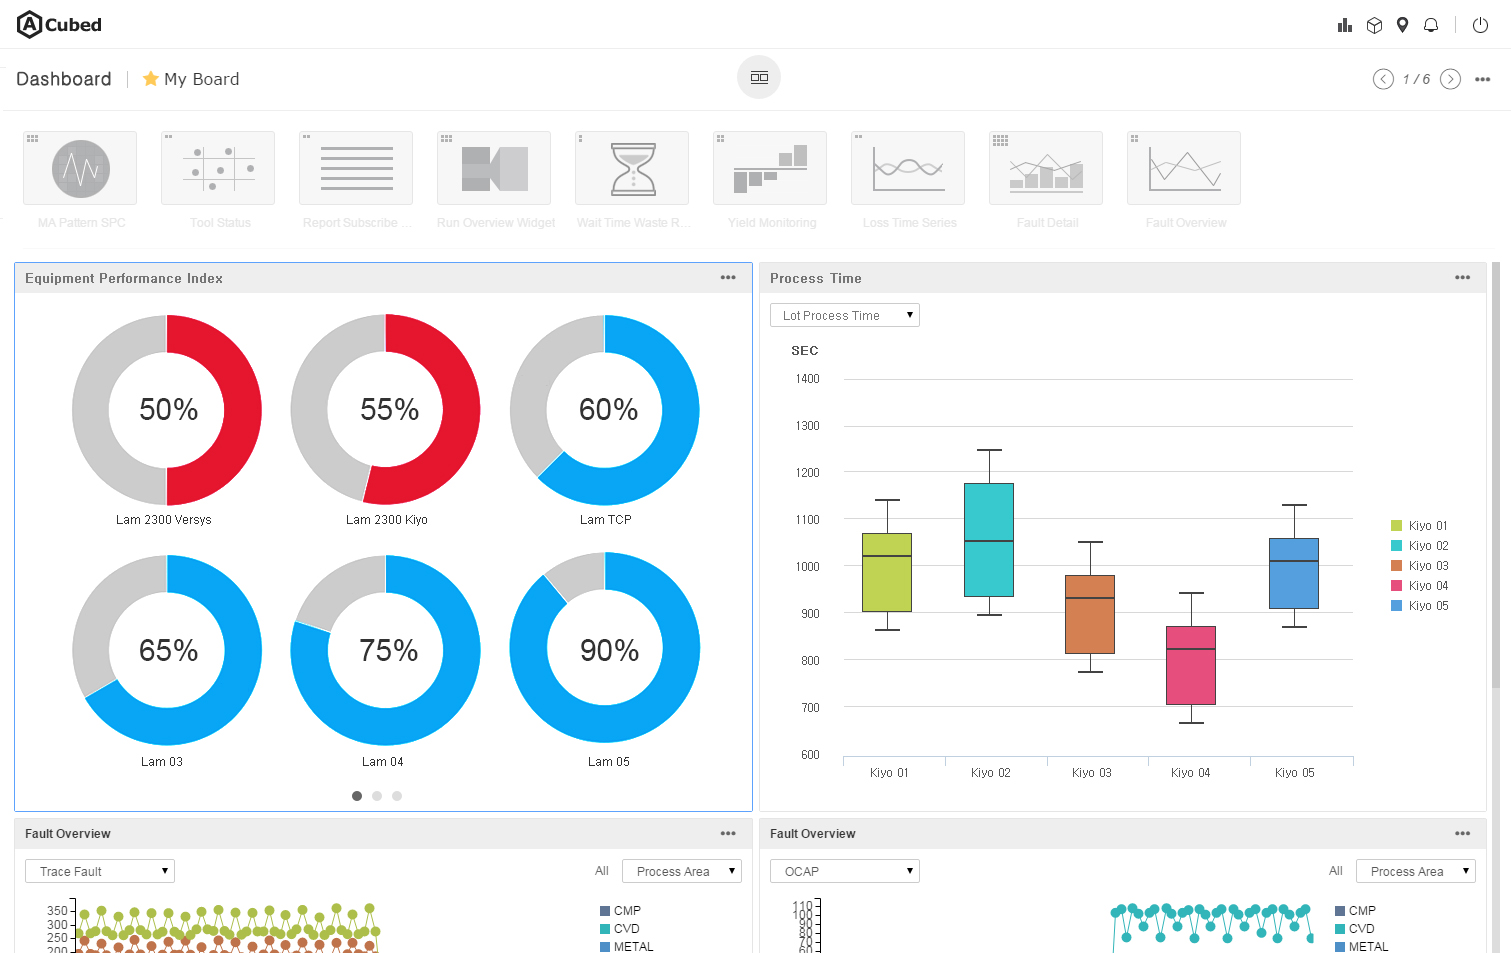 A Cubed
Dashboard My Board 1 / 6
MA Pattern SPC Tool Status Report Subscribe ... Run Overview Widget Wait Time Waste R... Yield Monitoring Loss Time Series Fault Detail Fault Overview
Equipment Performance Index
50% 55% 60%
Lam 2300 Versys Lam 2300 Kiyo Lam TCP
65% 75% 90%
Lam 03 Lam 04 Lam 05
Process Time
Lot Process Time
SEC
1400
1300
1200
1100
1000
900
800
700
600
Kiyo 01 Kiyo 02 Kiyo 03 Kiyo 04 Kiyo 05
Kiyo 01
Kiyo 02
Kiyo 03
Kiyo 04
Kiyo 05
Fault Overview
Trace Fault All Process Area
350
300
250
200
CMP
CVD
METAL
Fault Overview
OCAP All Process Area
110
100
90
80
70
60
CMP
CVD
METAL